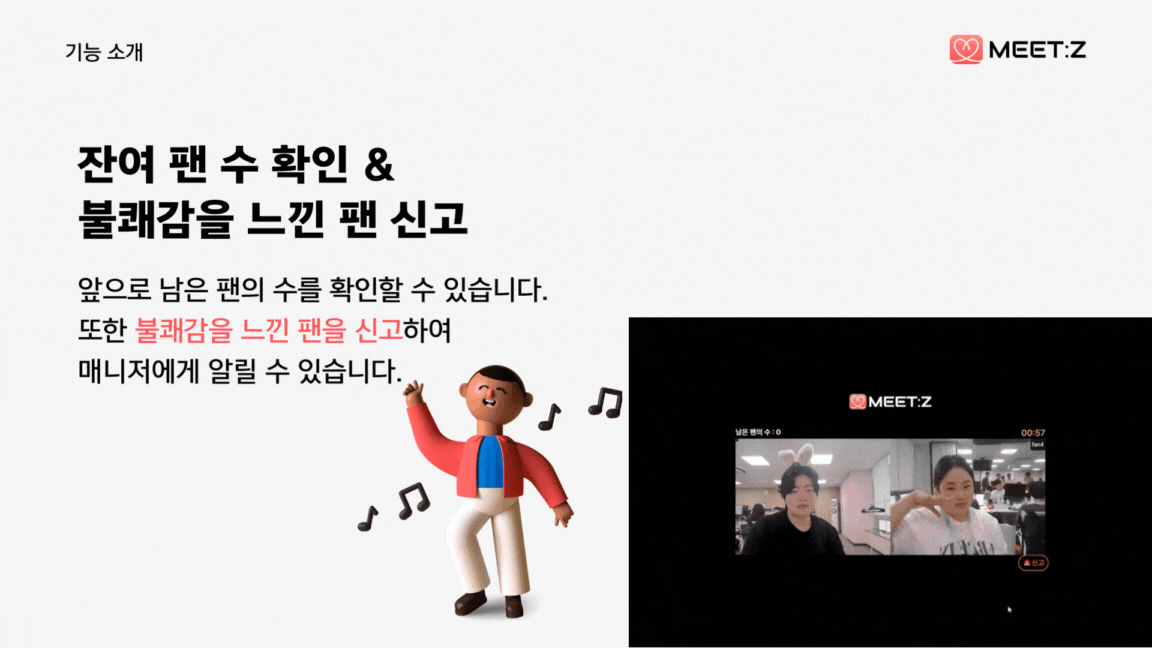 기능 소개
MEET:Z
잔여 팬 수 확인 &
불쾌감을 느낀 팬 신고
앞으로 남은 팬의 수를 확인할 수 있습니다.
또한 불쾌감을 느낀 팬을 신고하여
매니저에게 알릴 수 있습니다.
MEET:Z
남은 팬의 수 : 0
00:57
fan4
신고